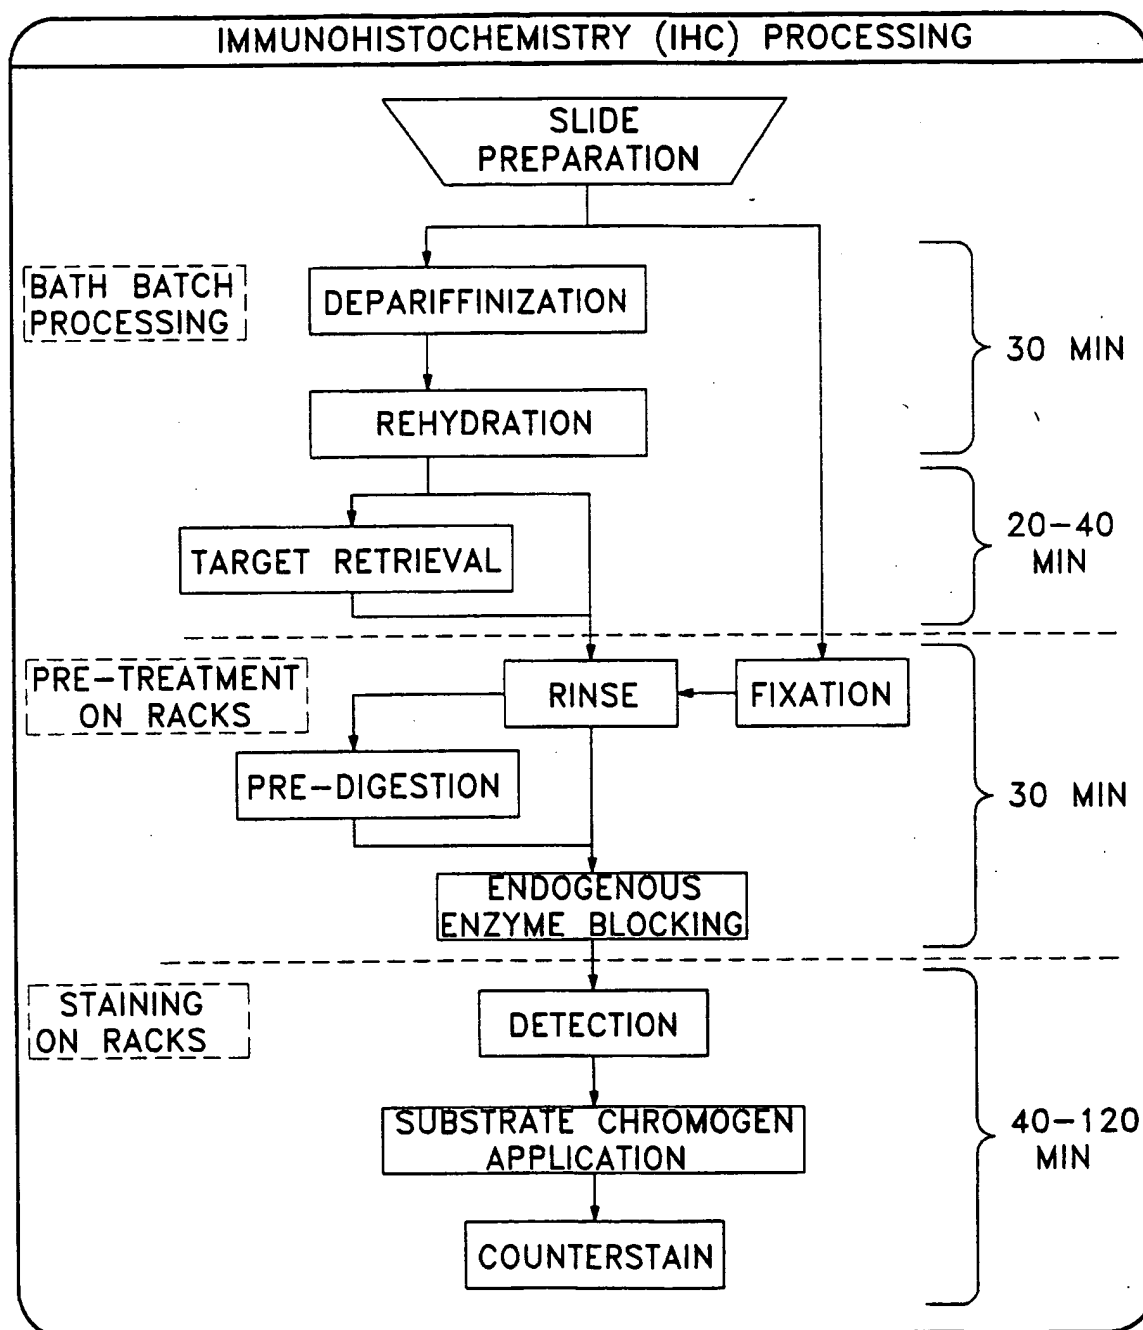 IMMUNOHISTOCHEMISTRY (IHC) PROCESSING
SLIDE
PREPARATION
BATH BATCH
PROCESSING
DEPARIFFINIZATION
30 MIN
REHYDRATION
TARGET RETRIEVAL
20-40
MIN
PRE-TREATMENT
ON RACKS
RINSE
FIXATION
PRE-DIGESTION
30 MIN
ENDOGENOUS
ENZYME BLOCKING
STAINING
ON RACKS
DETECTION
SUBSTRATE CHROMOGEN
APPLICATION
40-120
MIN
COUNTERSTAIN